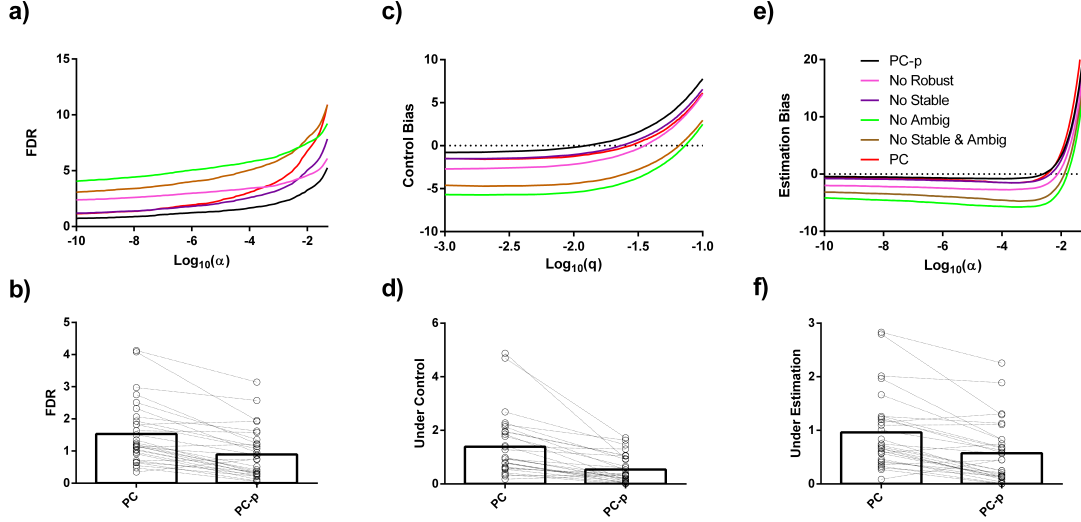 a)
15
10
5
0
FDR
-10
-8
-6
-4
-2
Log10(α)
c)
10
5
0
-5
-10
Control Bias
-3.0
-2.5
-2.0
-1.5
-1.0
Log10(q)
e)
20
10
0
-10
Estimation Bias
PC-p
No Robust
No Stable
No Ambig
No Stable & Ambig
PC
-10
-8
-6
-4
-2
Log10(α)
b)
5
4
3
2
1
0
FDR
PC
PC-p
d)
6
4
2
0
Under Control
PC
PC-p
f)
3
2
1
0
Under Estimation
PC
PC-p